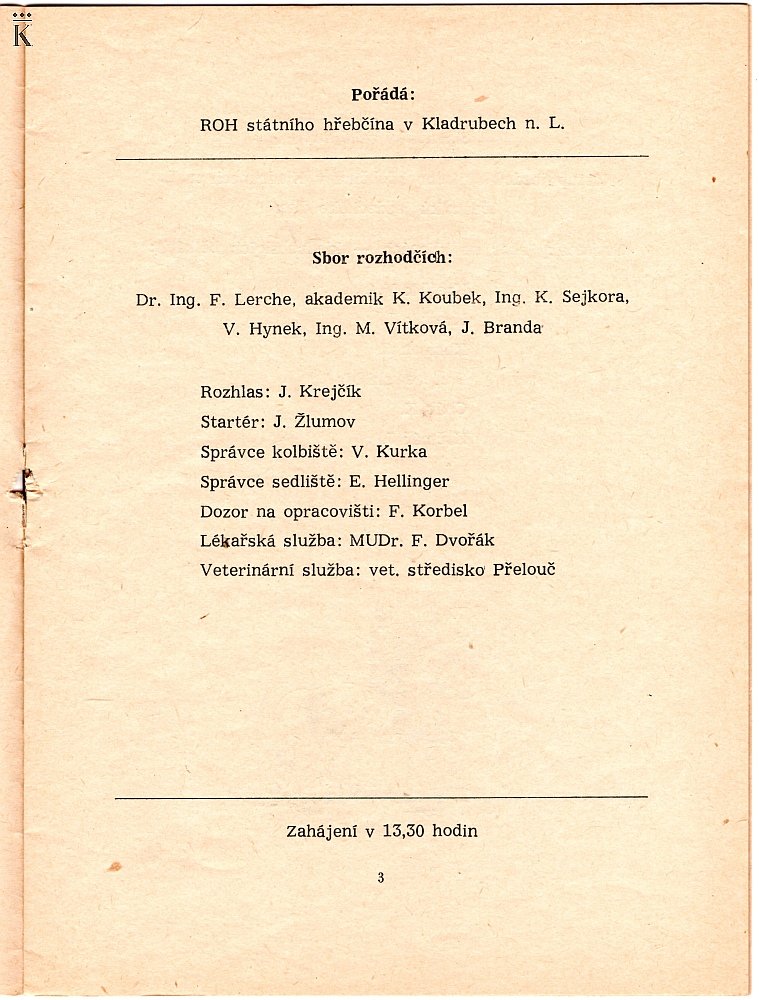 K
Pořádá:
ROH státního hřebčína v Kladrubech n. L.
Sbor rozhodčích:
Dr. Ing. F. Lerche, akademik K. Koubek, Ing. K. Sejkora,
V. Hynek, Ing. M. Vítková, J. Branda
Rozhlas: J. Krejčík
Startér: J. Žlumov
Správce kolbiště: V. Kurka
Správce sedliště: E. Hellinger
Dozor na opracovišti: F. Korbel
Lékařská služba: MUDr. F. Dvořák
Veterinární služba: vet. středisko Přelouč
Zahájení v 13,30 hodin
3